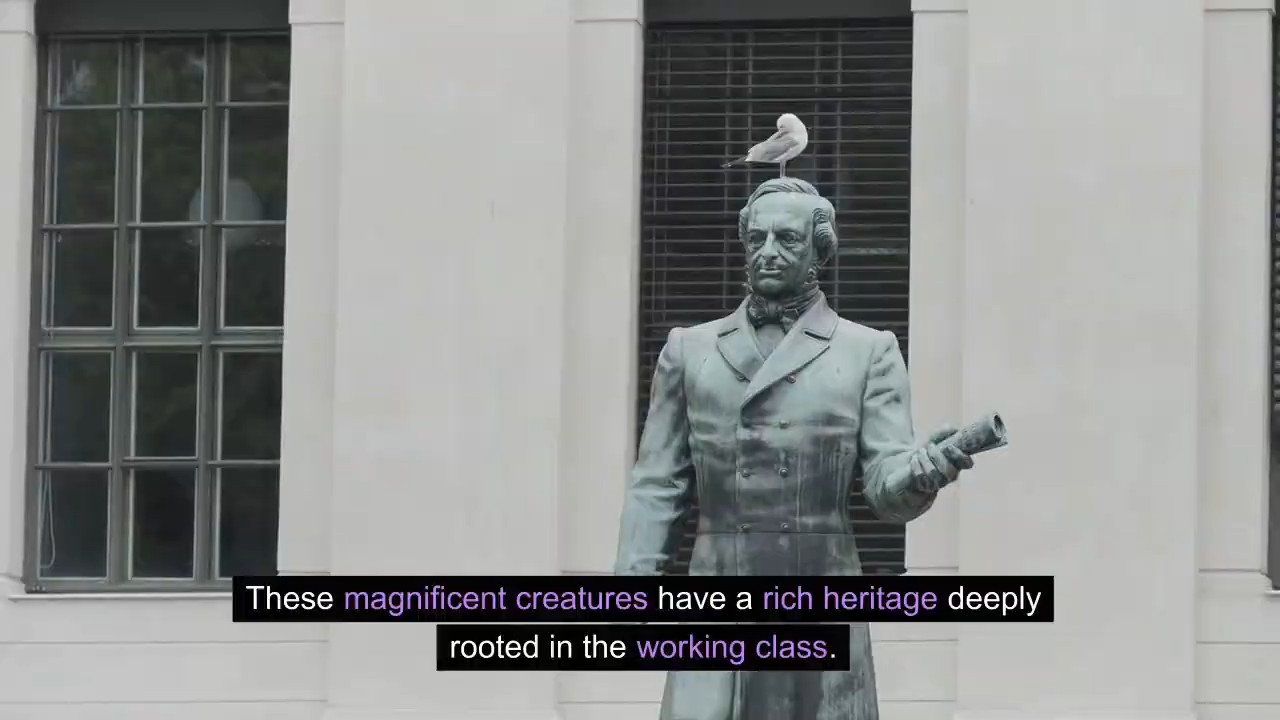 These magnificent creatures have a rich heritage deeply
rooted in the working class.